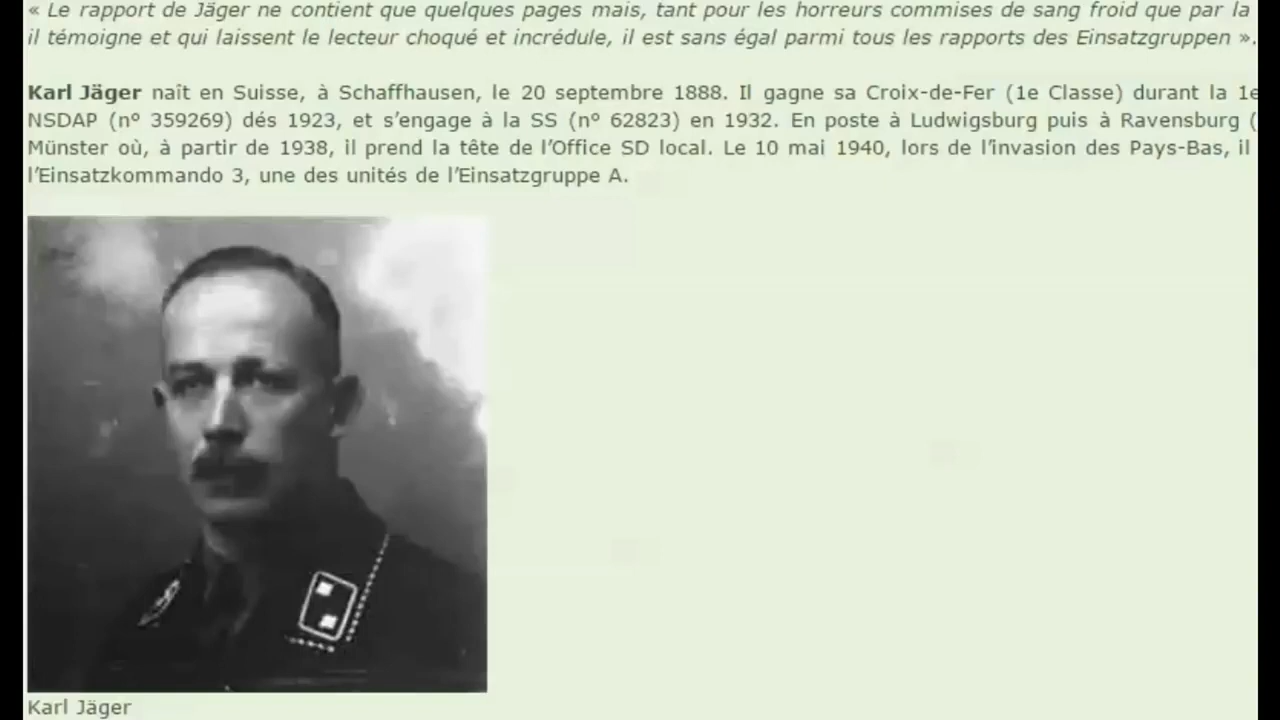 « Le rapport de Jäger ne contient que quelques pages mais, tant pour les horreurs commises de sang froid que par la
il témoigne et qui laissent le lecteur choqué et incrédule, il est sans égal parmi tous les rapports des Einsatzgruppen ».
Karl Jäger naît en Suisse, à Schaffhausen, le 20 septembre 1888. Il gagne sa Croix-de-Fer (1e Classe) durant la 1e
NSDAP (n° 359269) dés 1923, et s’engage à la SS (n° 62823) en 1932. En poste à Ludwigsburg puis à Ravensburg (
Münster où, à partir de 1938, il prend la tête de l’Office SD local. Le 10 mai 1940, lors de l’invasion des Pays-Bas, il
l’Einsatzkommando 3, une des unités de l’Einsatzgruppe A.
Karl Jäger